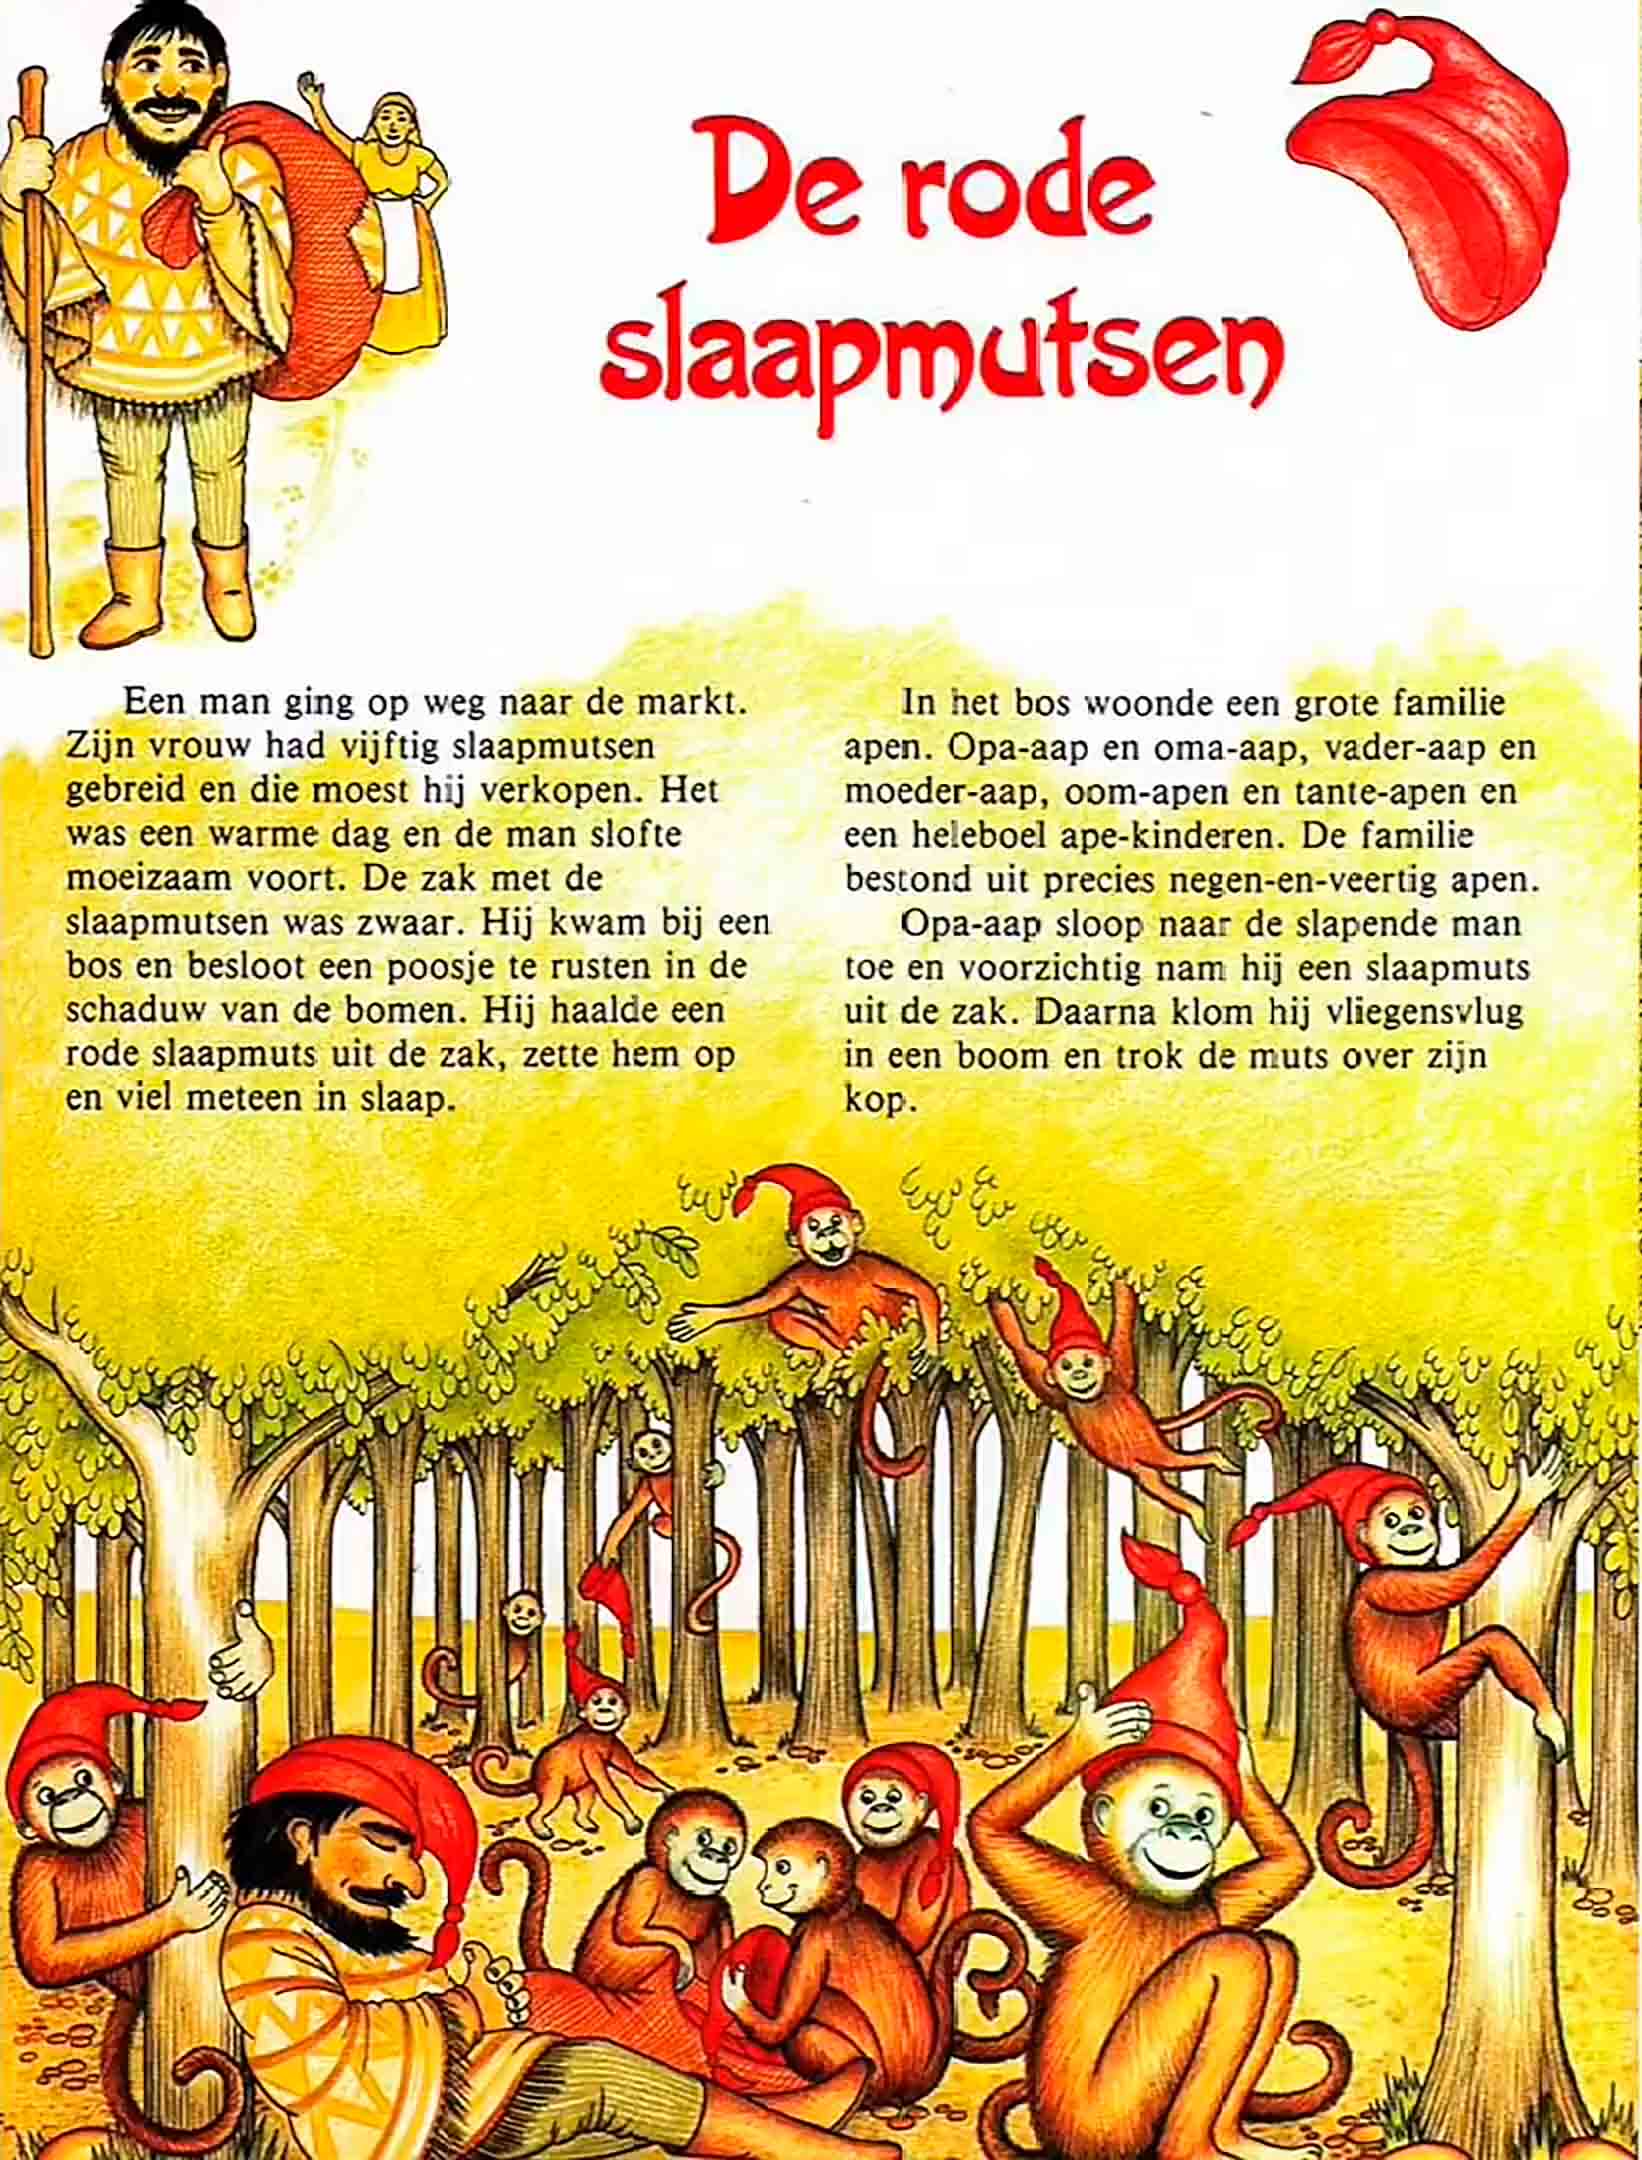 De rode
slaapmutsen
Een man ging op weg naar de markt.
Zijn vrouw had vijftig slaapmutsen
gebreid en die moest hij verkopen. Het
was een warme dag en de man slofte
moeizaam voort. De zak met de
slaapmutsen was zwaar. Hij kwam bij een
bos en besloot een poosje te rusten in de
schaduw van de bomen. Hij haalde een
rode slaapmuts uit de zak, zette hem op
en viel meteen in slaap.
In het bos woonde een grote familie
apen. Opa-aap en oma-aap, vader-aap en
moeder-aap, oom-apen en tante-apen en
een heleboel ape-kinderen. De familie
bestond uit precies negen-en-veertig apen.
Opa-aap sloop naar de slapende man
toe en voorzichtig nam hij een slaapmuts
uit de zak. Daarna klom hij vliegensvlug
in een boom en trok de muts over zijn
kop.